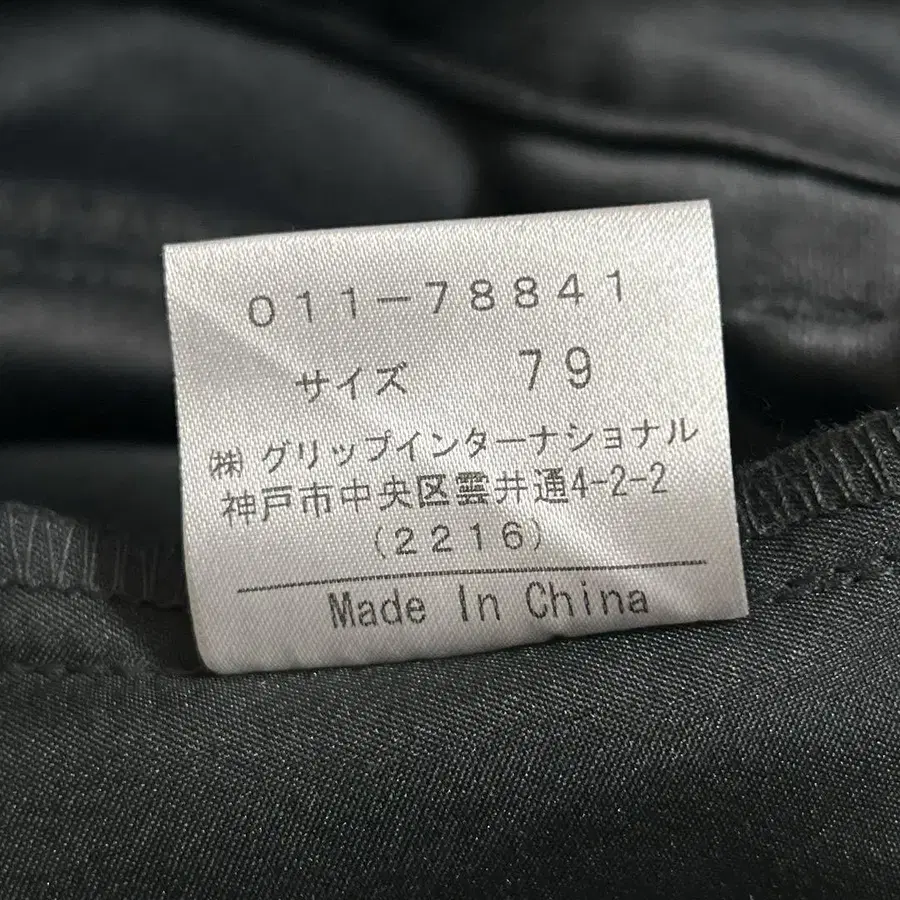 011-78841
サイズ 79
㈱グリップインターナショナル
神戸市中央区雲井通4-2-2
(2216)
Made In China